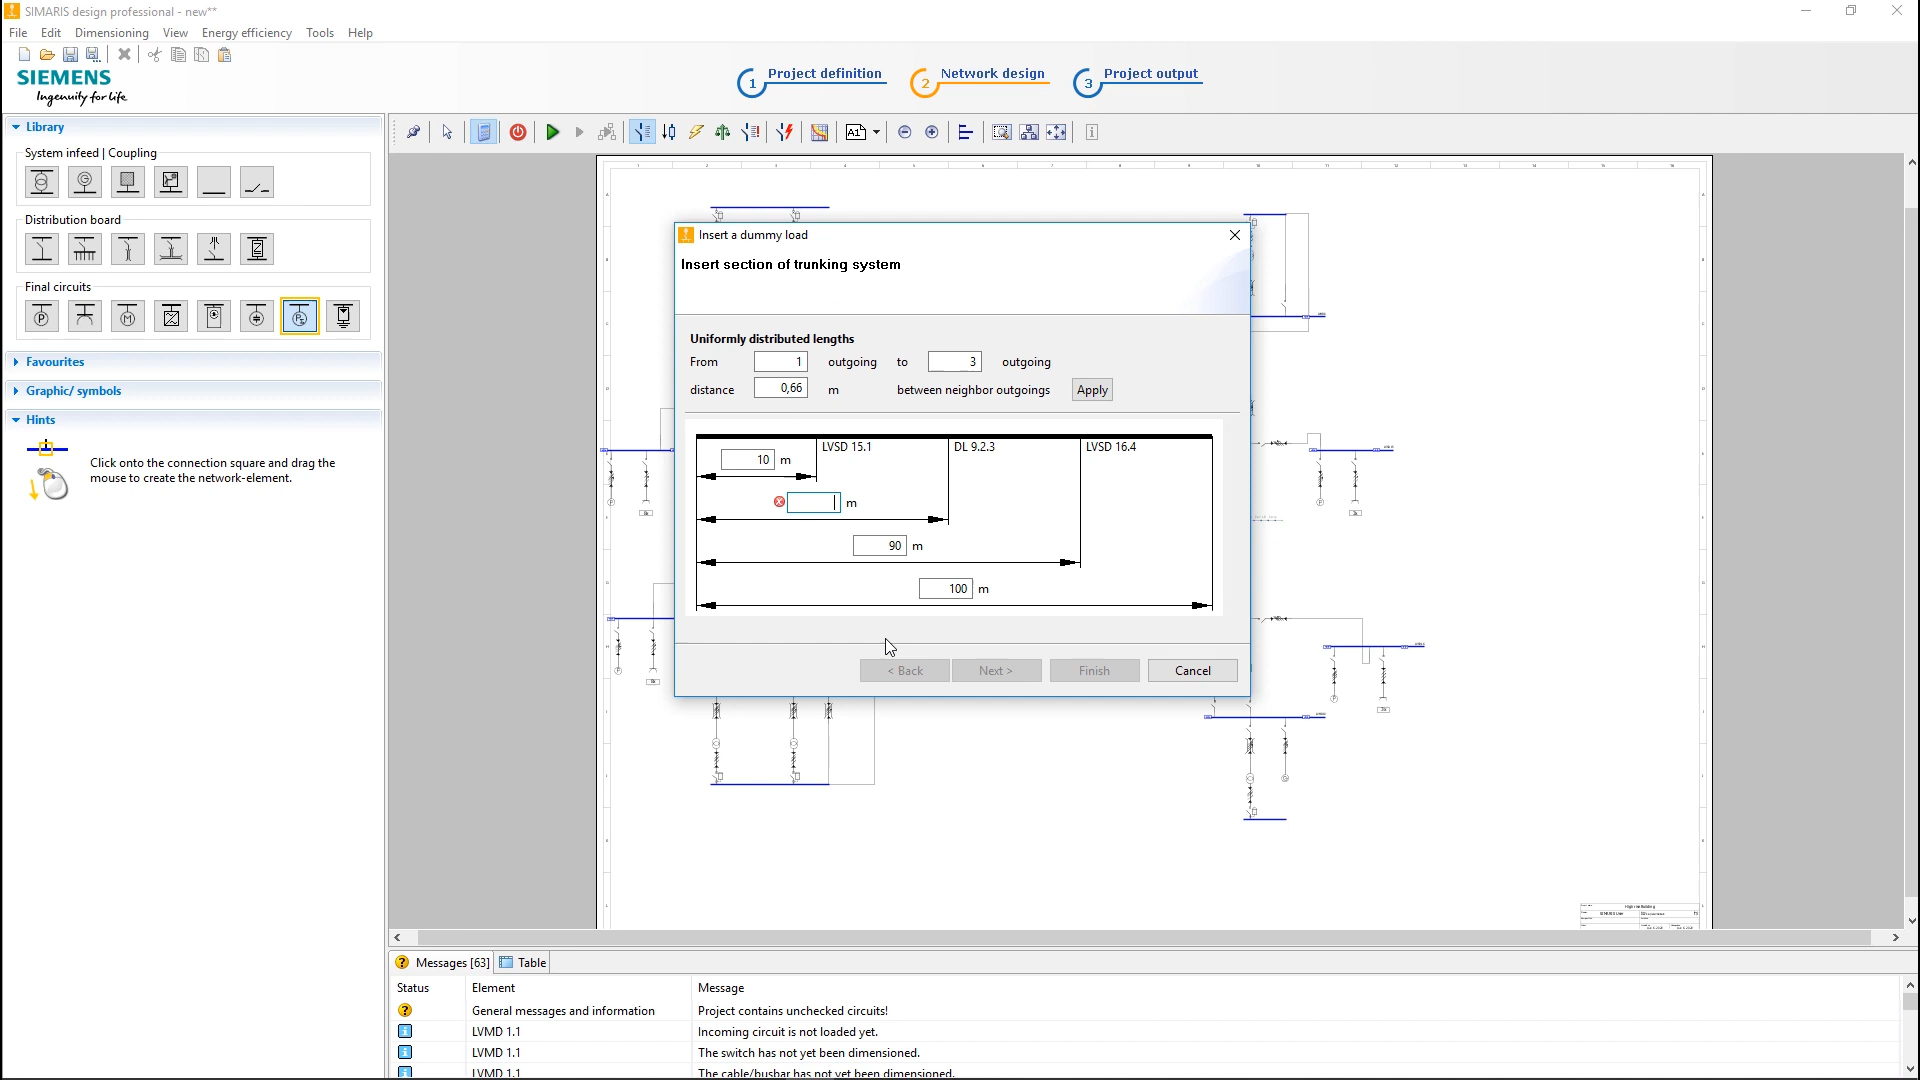 SIMARIS design professional - new**
File Edit Dimensioning View Energy efficiency Tools Help
SIEMENS
Ingenuity for life
1 Project definition
2 Network design
3 Project output
Library
System infeed | Coupling
Distribution board
Final circuits
Favourites
Graphic/ symbols
Hints
Click onto the connection square and drag the
mouse to create the network-element.
A1
Insert a dummy load
Insert section of trunking system
Uniformly distributed lengths
From 1 outgoing to 3 outgoing
distance 0,66 m between neighbor outgoings Apply
LVSD 15.1 DL 9.2.3 LVSD 16.4
10 m
m
90 m
100 m
< Back Next > Finish Cancel
Messages [63] Table
Status Element Message
General messages and information Project contains unchecked circuits!
LVMD 1.1 Incoming circuit is not loaded yet.
LVMD 1.1 The switch has not yet been dimensioned.
LVMD 1.1 The cable/busbar has not yet been dimensioned.